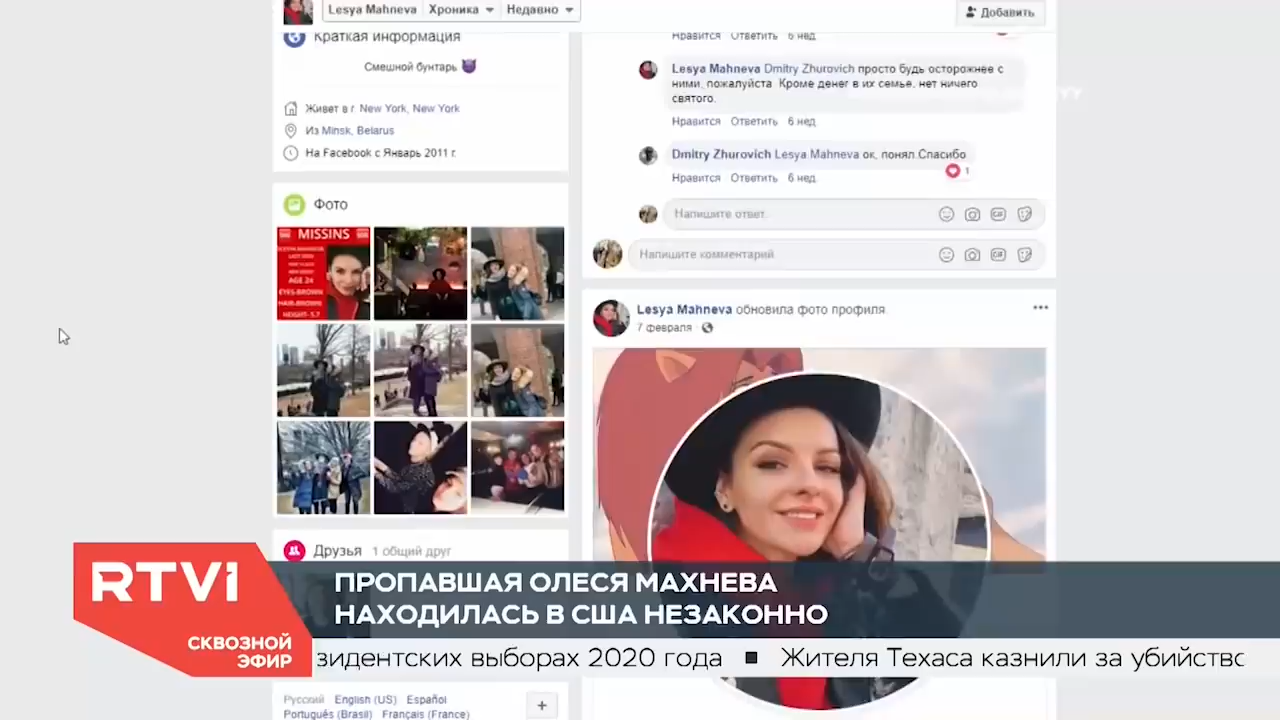 Lesya Mahneva Хроника Недавно
Добавить
Краткая информация
Смешной бунтарь
Живет в г. New York, New York
Из Minsk, Belarus
На Facebook с Январь 2011 г.
Фото
MISSINS
AGE 24
EYES-BROWN
HAIR-BROWN
HEIGHT- 5.7
Друзья 1 общий друг
Русский English (US) Español
Português (Brasil) Français (France)
+
Нравится Ответить 6 нед.
Lesya Mahneva Dmitry Zhurovich просто будь осторожнее с
ними, пожалуйста Кроме денег в их семье, нет ничего
святого.
Нравится Ответить 6 нед.
Dmitry Zhurovich Lesya Mahneva ок, понял.Спасибо
1
Нравится Ответить 6 нед.
Напишите ответ...
Напишите комментарий...
Lesya Mahneva обновила фото профиля.
7 февраля
RTVI
СКВОЗНОЙ
ЭФИР
ПРОПАВШАЯ ОЛЕСЯ МАХНЕВА
НАХОДИЛАСЬ В США НЕЗАКОННО
зидентских выборах 2020 года ■ Жителя Техаса казнили за убийство